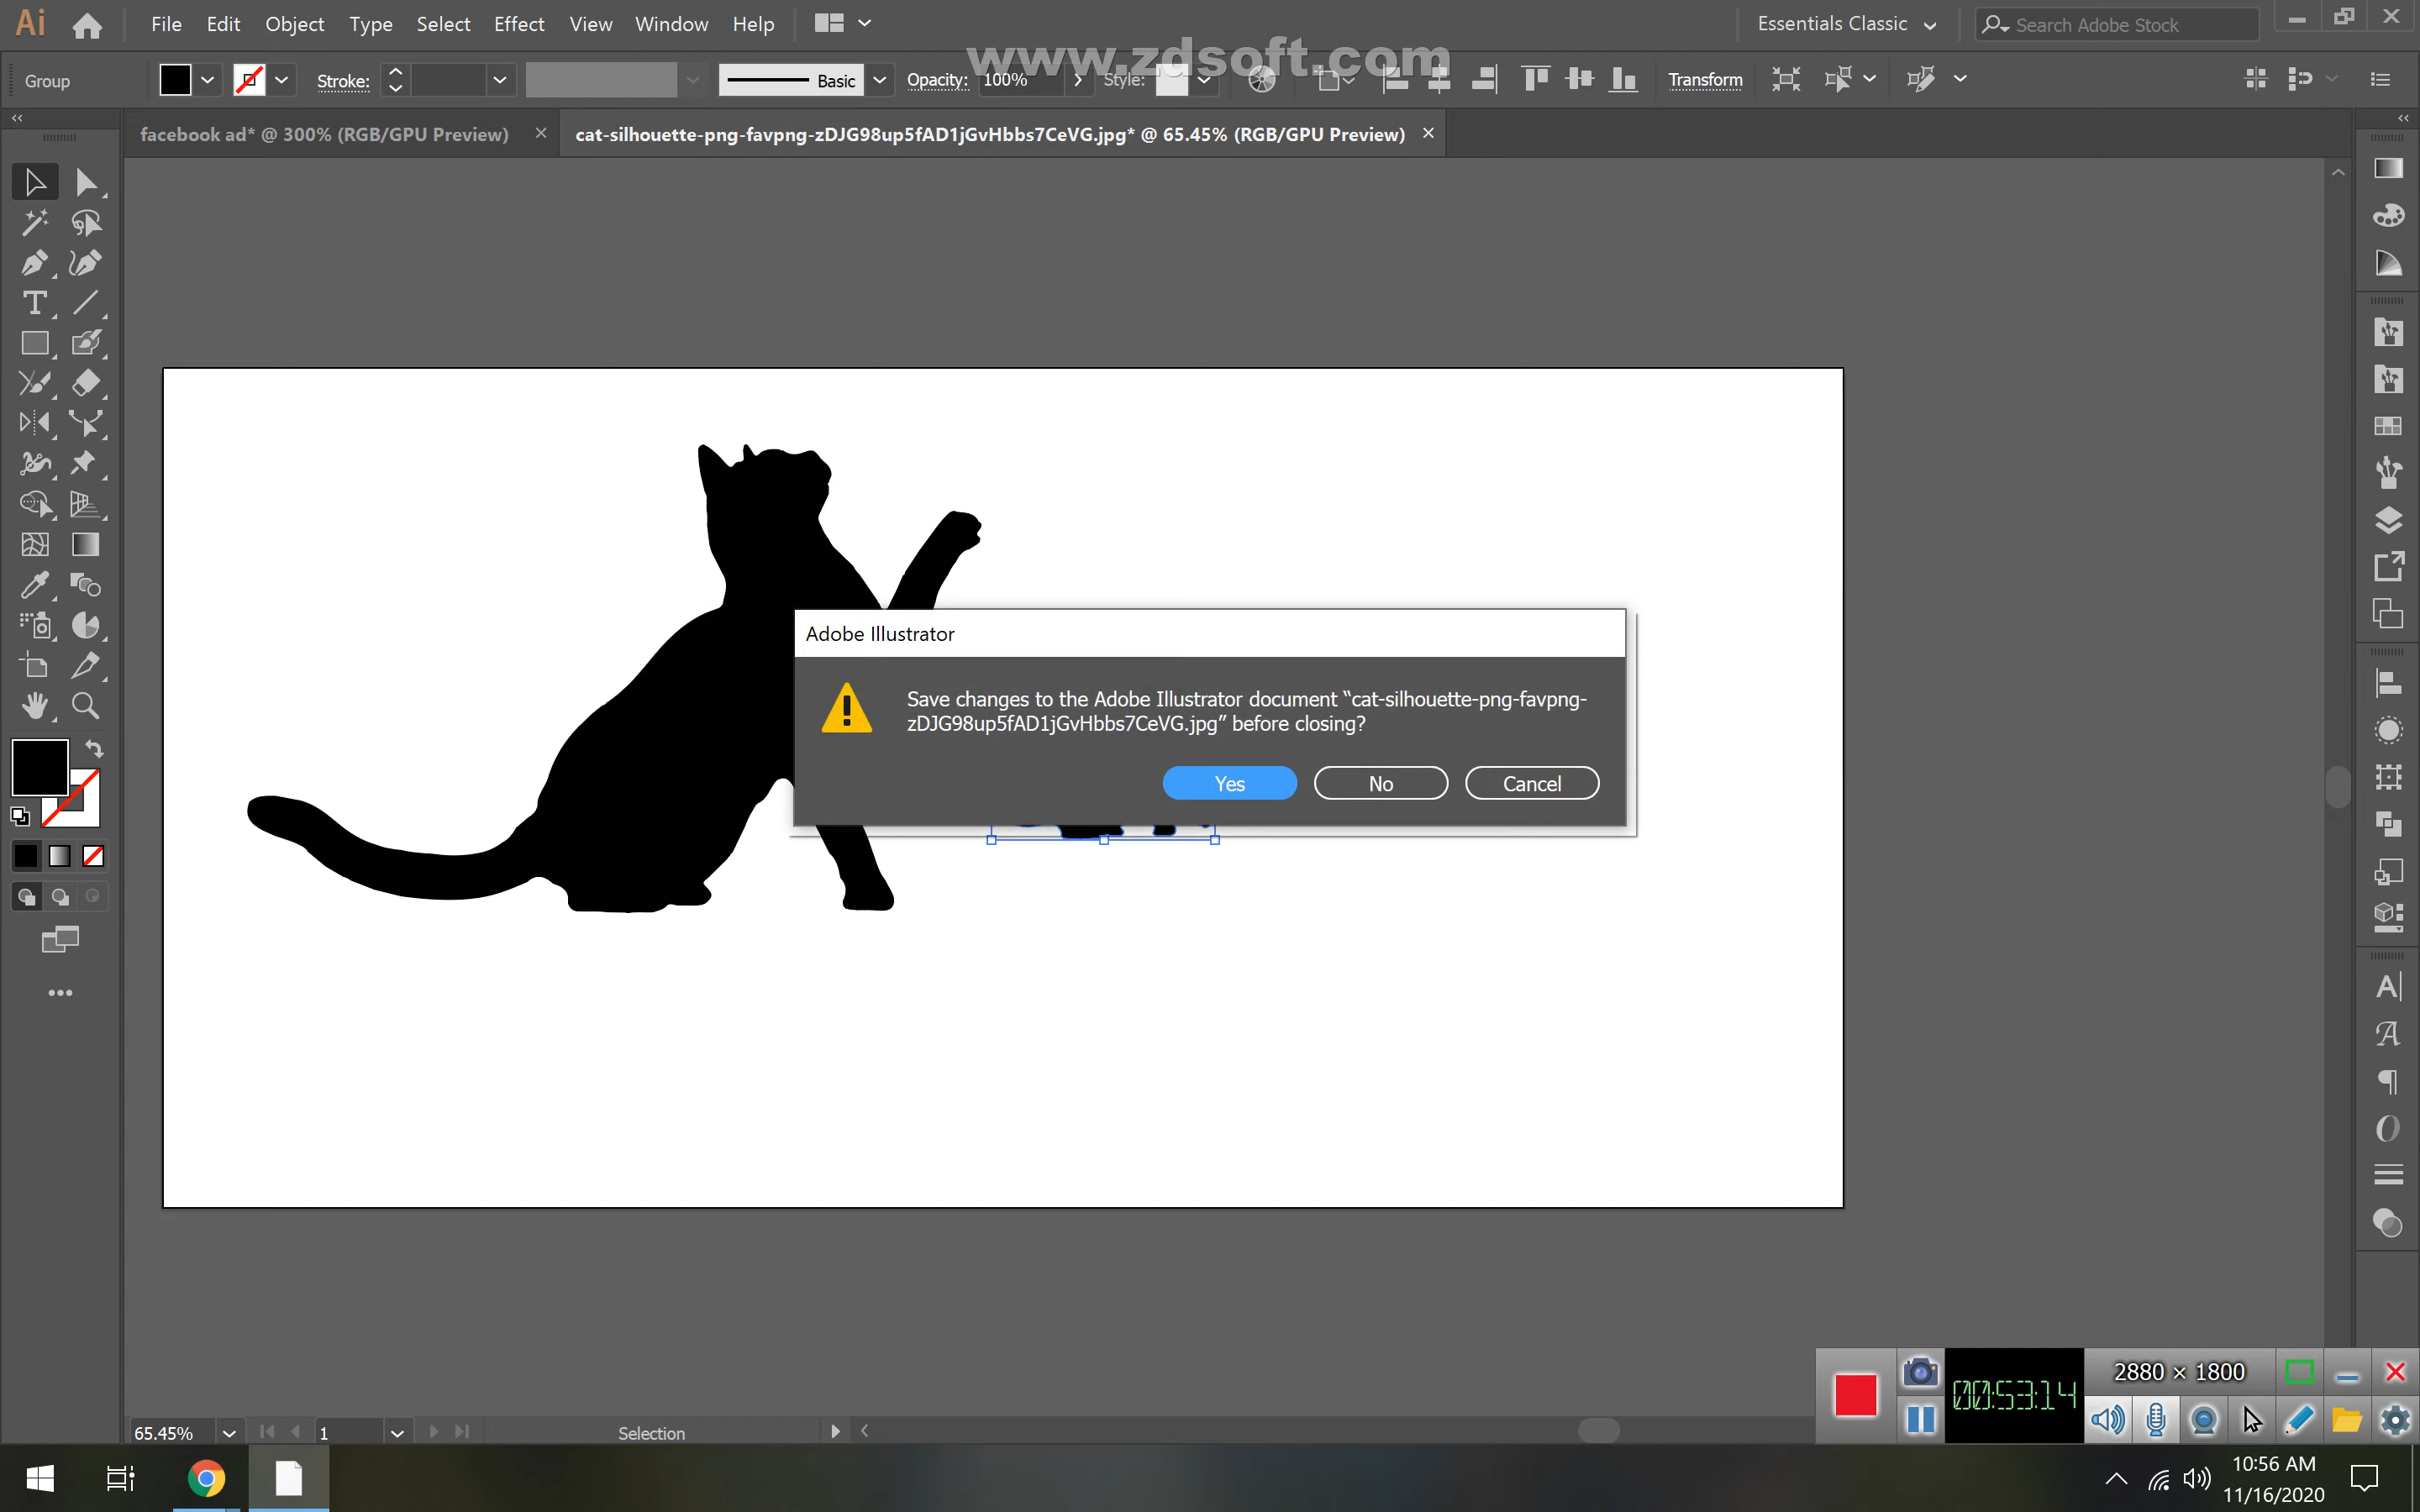 Ai File Edit Object Type Select Effect View Window Help Essentials Classic Search Adobe Stock
www.zdsoft.com
Group Stroke: Basic Opacity: 100% Style: Transform
facebook ad* @ 300% (RGB/GPU Preview) cat-silhouette-png-favpng-zDJG98up5fAD1jGvHbbs7CeVG.jpg* @ 65.45% (RGB/GPU Preview)
Adobe Illustrator
Save changes to the Adobe Illustrator document “cat-silhouette-png-favpng-
zDJG98up5fAD1jGvHbbs7CeVG.jpg” before closing?
Yes No Cancel
2880 × 1800
00:53:14
65.45% 1 Selection
10:56 AM
11/16/2020